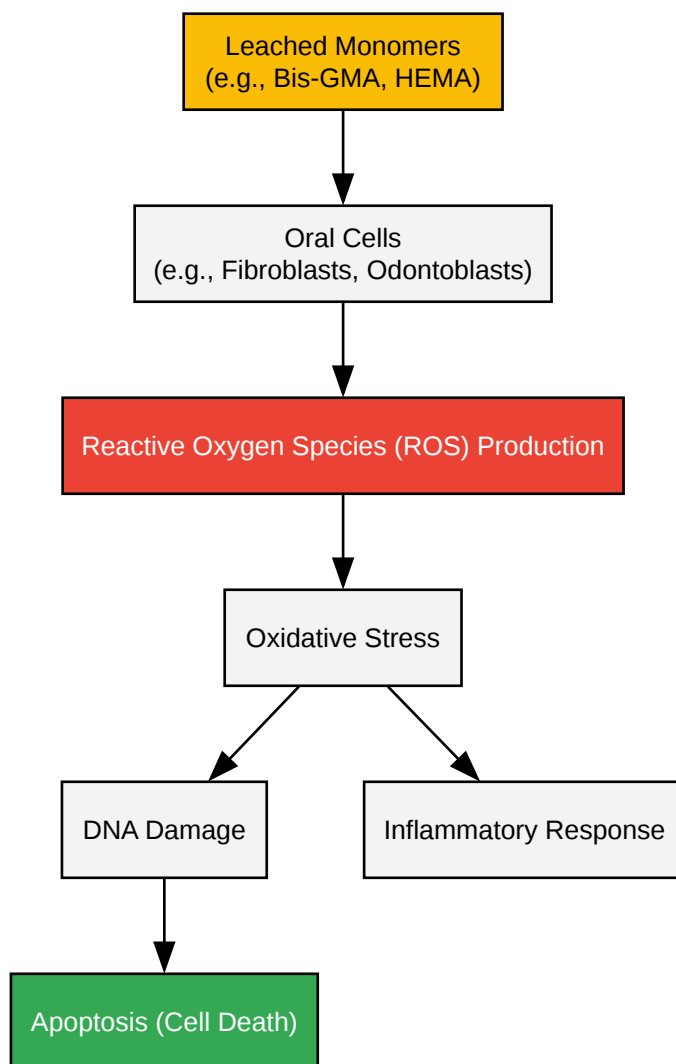 Leached Monomers
(e.g., Bis-GMA, HEMA)
Oral Cells
(e.g., Fibroblasts, Odontoblasts)
Reactive Oxygen Species (ROS) Production
Oxidative Stress
DNA Damage
Inflammatory Response
Apoptosis (Cell Death)